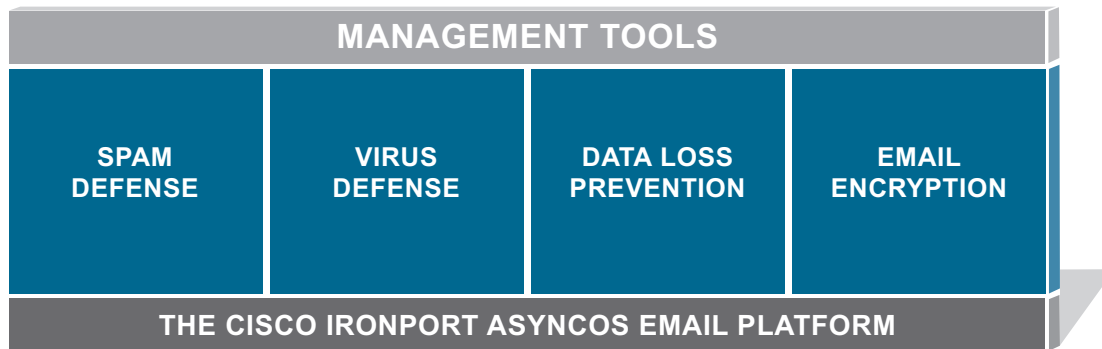 MANAGEMENT TOOLS
SPAM
DEFENSE
VIRUS
DEFENSE
DATA LOSS
PREVENTION
EMAIL
ENCRYPTION
THE CISCO IRONPORT ASYNCOS EMAIL PLATFORM